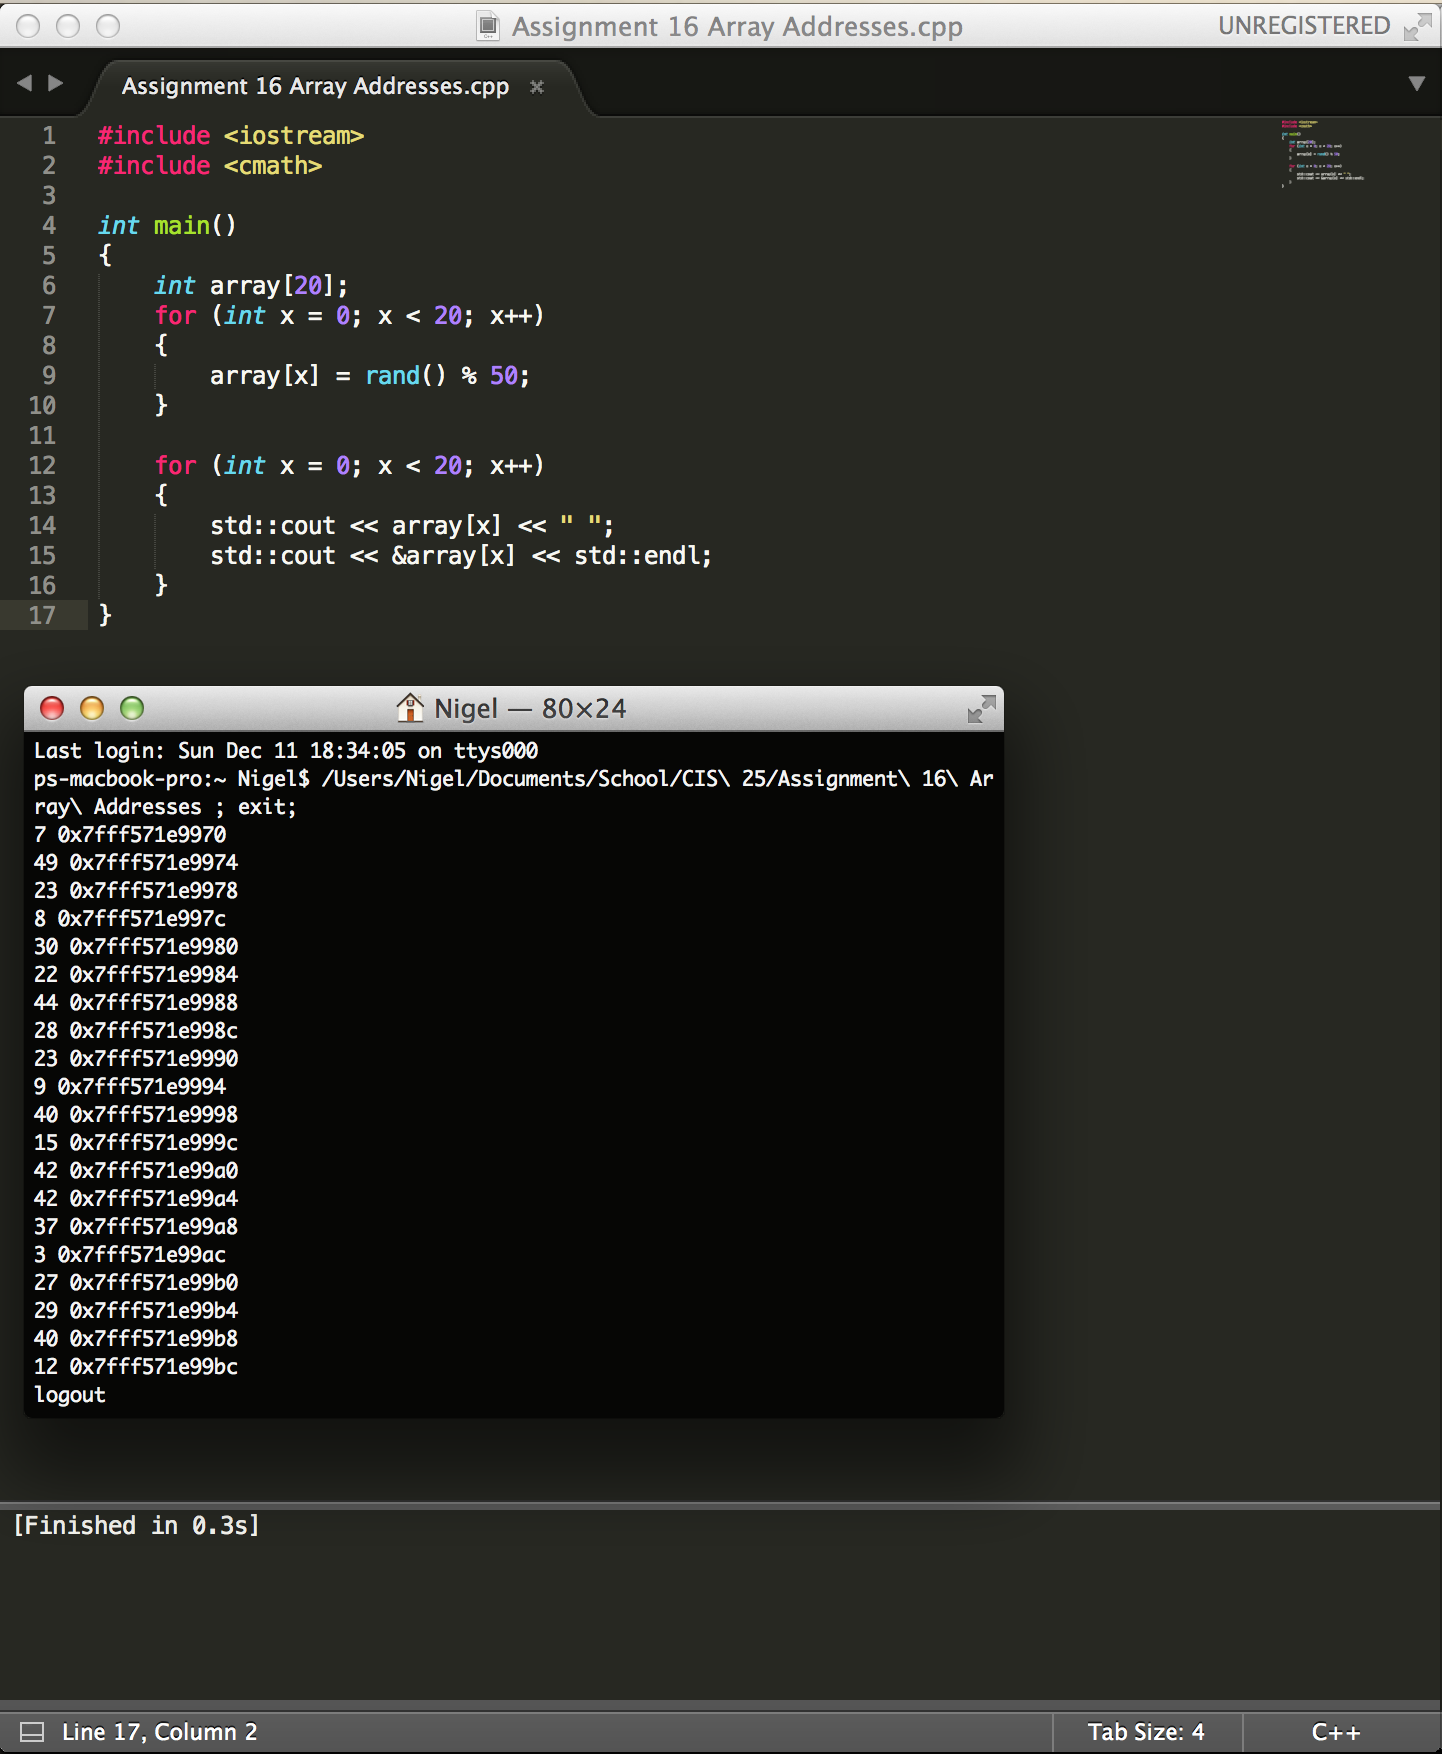 Assignment 16 Array Addresses.cpp UNREGISTERED
Assignment 16 Array Addresses.cpp
1 #include <iostream>
2 #include <cmath>
3
4 int main()
5 {
6 int array[20];
7 for (int x = 0; x < 20; x++)
8 {
9 array[x] = rand() % 50;
10 }
11
12 for (int x = 0; x < 20; x++)
13 {
14 std::cout << array[x] << " ";
15 std::cout << &array[x] << std::endl;
16 }
17 }
Nigel — 80×24
Last login: Sun Dec 11 18:34:05 on ttys000
ps-macbook-pro:~ Nigel$ /Users/Nigel/Documents/School/CIS\ 25/Assignment\ 16\ Ar
ray\ Addresses ; exit;
7 0x7fff571e9970
49 0x7fff571e9974
23 0x7fff571e9978
8 0x7fff571e997c
30 0x7fff571e9980
22 0x7fff571e9984
44 0x7fff571e9988
28 0x7fff571e998c
23 0x7fff571e9990
9 0x7fff571e9994
40 0x7fff571e9998
15 0x7fff571e999c
42 0x7fff571e99a0
42 0x7fff571e99a4
37 0x7fff571e99a8
3 0x7fff571e99ac
27 0x7fff571e99b0
29 0x7fff571e99b4
40 0x7fff571e99b8
12 0x7fff571e99bc
logout
[Finished in 0.3s]
Line 17, Column 2 Tab Size: 4 C++